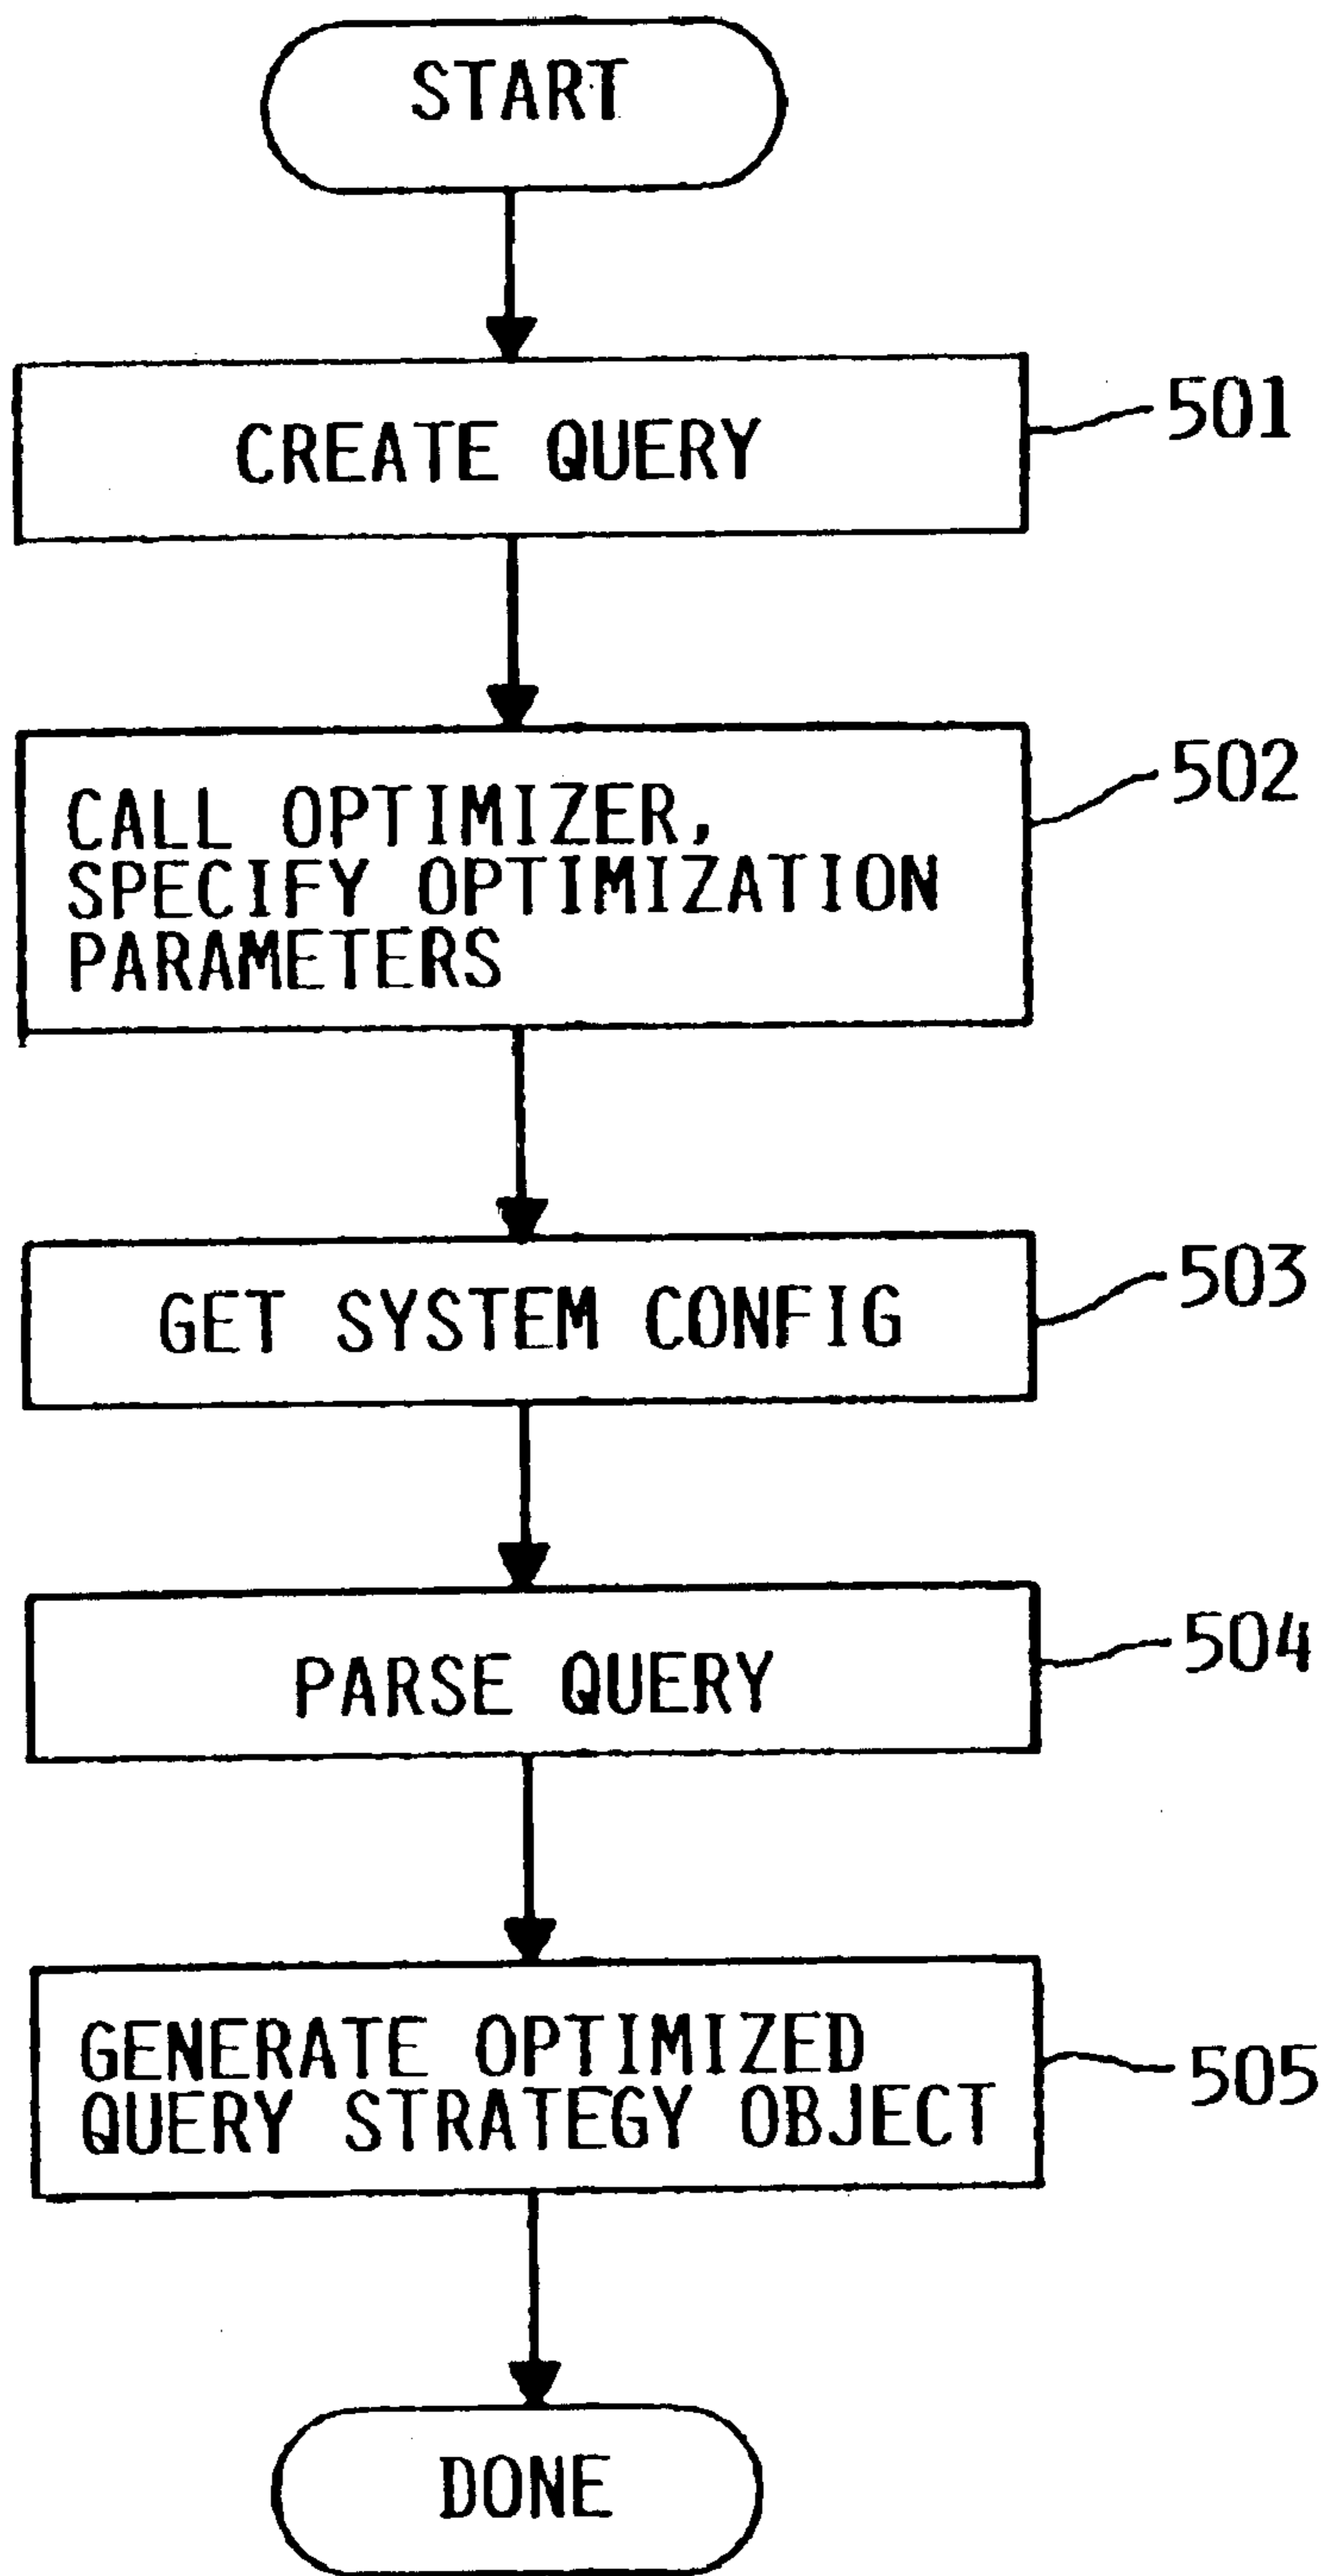 START
CREATE QUERY
501
CALL OPTIMIZER,
SPECIFY OPTIMIZATION
PARAMETERS
502
GET SYSTEM CONFIG
503
PARSE QUERY
504
GENERATE OPTIMIZED
QUERY STRATEGY OBJECT
505
DONE